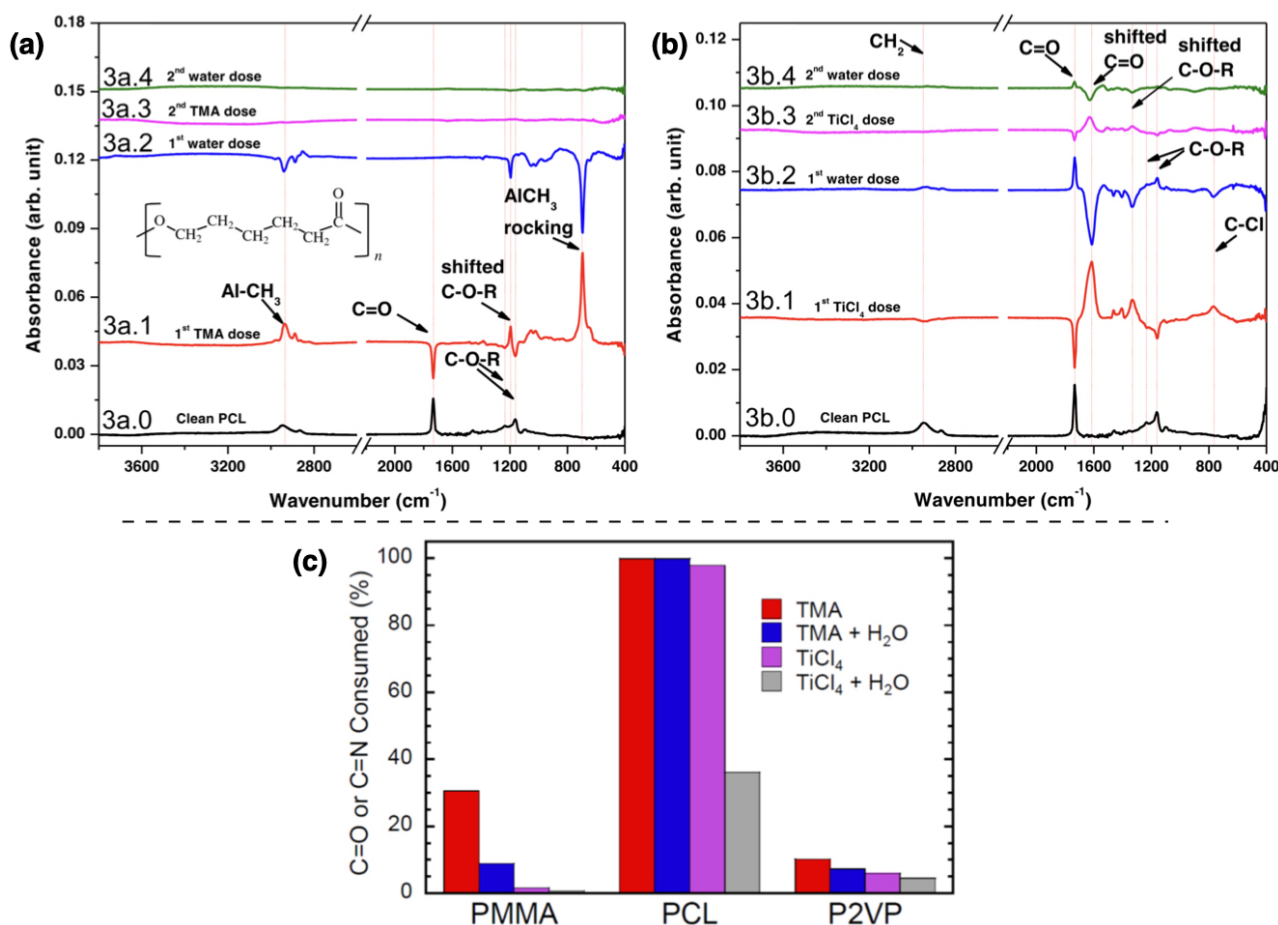 (a)
0.18
0.15
0.12
0.09
0.06
0.03
0.00
Absorbance (arb. unit)
3a.4 2nd water dose
3a.3 2nd TMA dose
3a.2 1st water dose
3a.1 1st TMA dose
3a.0 Clean PCL
O
CH2
CH2
CH2
CH2
CH2
C
O
n
AlCH3
rocking
Al-CH3
shifted
C-O-R
C=O
C-O-R
3600 3200 2800 2000 1600 1200 800 400
Wavenumber (cm-1)
(b)
0.12
0.10
0.08
0.06
0.04
0.02
0.00
Absorbance (arb. unit)
CH2
C=O
shifted
C=O
shifted
C-O-R
3b.4 2nd water dose
3b.3 2nd TiCl4 dose
C-O-R
3b.2 1st water dose
C-Cl
3b.1 1st TiCl4 dose
3b.0 Clean PCL
3600 3200 2800 2000 1600 1200 800 400
Wavenumber (cm-1)
(c)
100
80
60
40
20
0
C=O or C=N Consumed (%)
TMA
TMA + H2O
TiCl4
TiCl4 + H2O
PMMA PCL P2VP